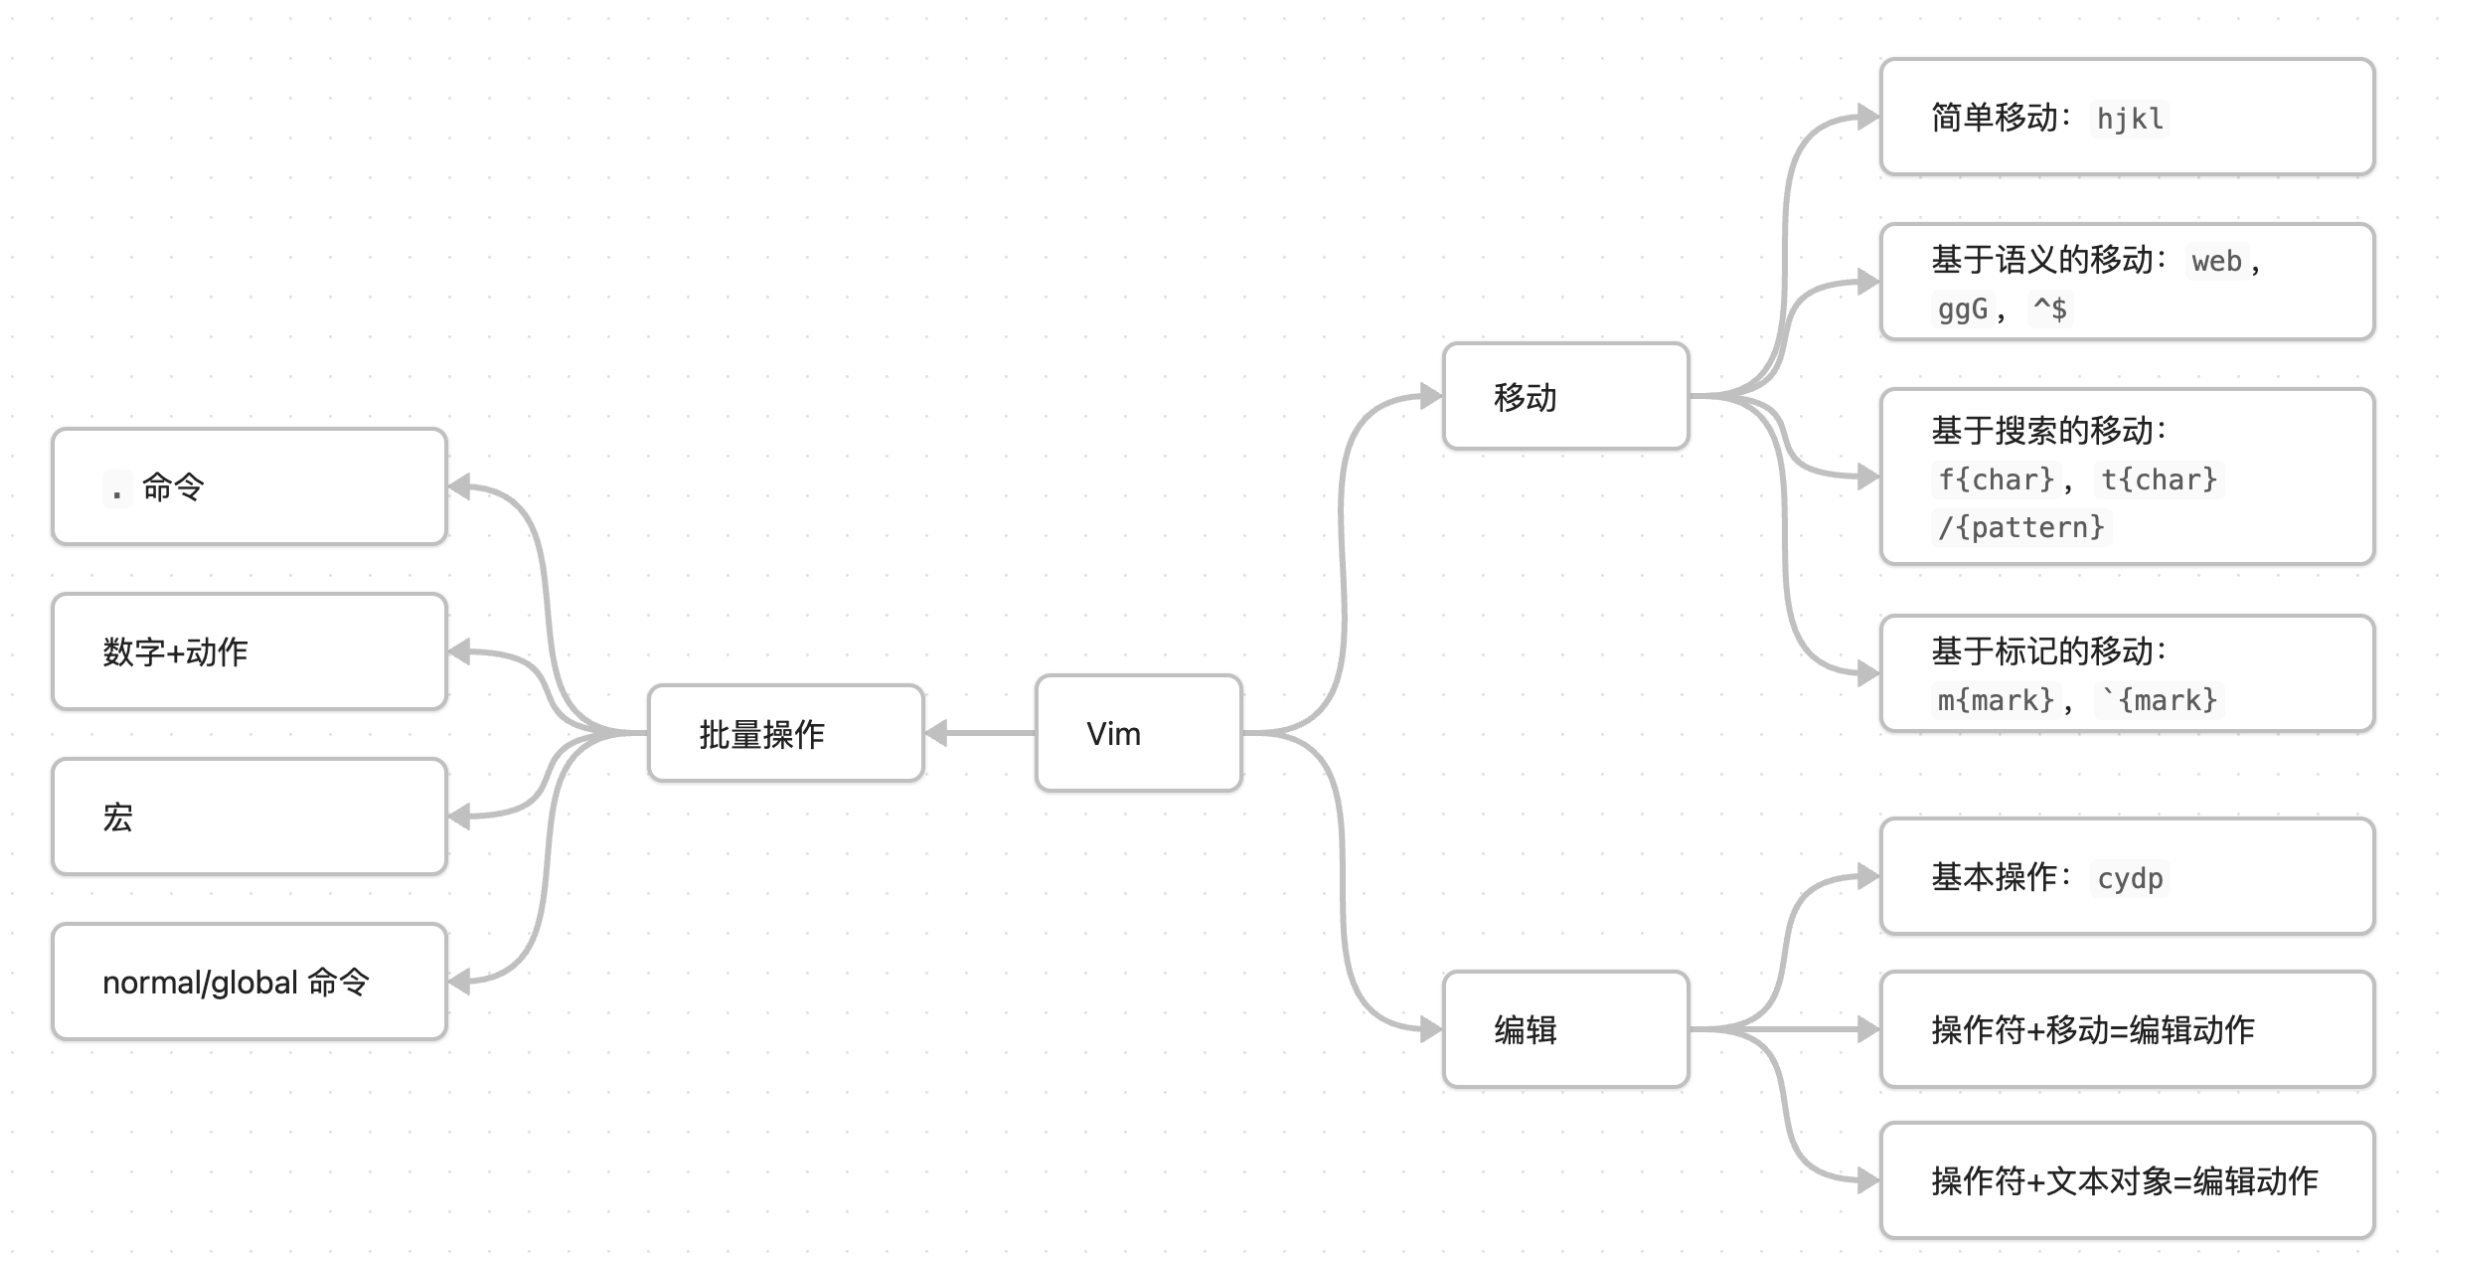 简单移动：hjkl
基于语义的移动：web，
ggG，^$
基于搜索的移动：
f{char}，t{char}
/{pattern}
基于标记的移动：
m{mark}，`{mark}
移动
. 命令
数字+动作
宏
normal/global 命令
批量操作
Vim
编辑
基本操作：cydp
操作符+移动=编辑动作
操作符+文本对象=编辑动作